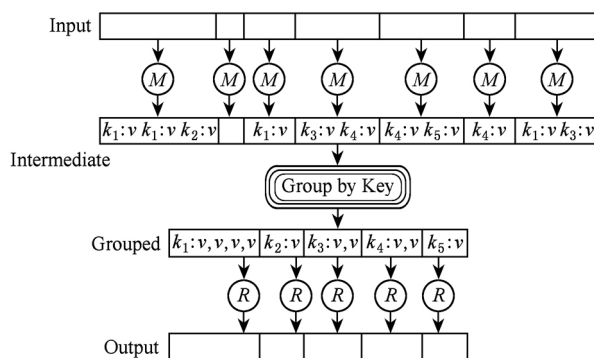 Input
M M M M M M M
k₁:v k₁:v k₂:v k₁:v k₃:v k₄:v k₄:v k₅:v k₄:v k₁:v k₃:v
Intermediate
Group by Key
Grouped k₁:v,v,v,v k₂:v k₃:v,v k₄:v,v k₅:v
R R R R R
Output